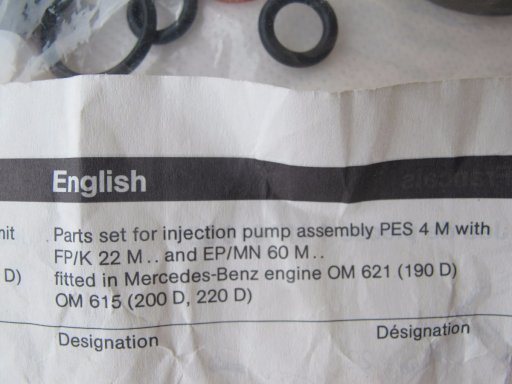 English
nit Parts set for injection pump assembly PES 4 M with
FP/K 22 M . . and EP/MN 60 M . .
D) fitted in Mercedes-Benz engine OM 621 (190 D)
OM 615 (200 D, 220 D)
Designation Désignation